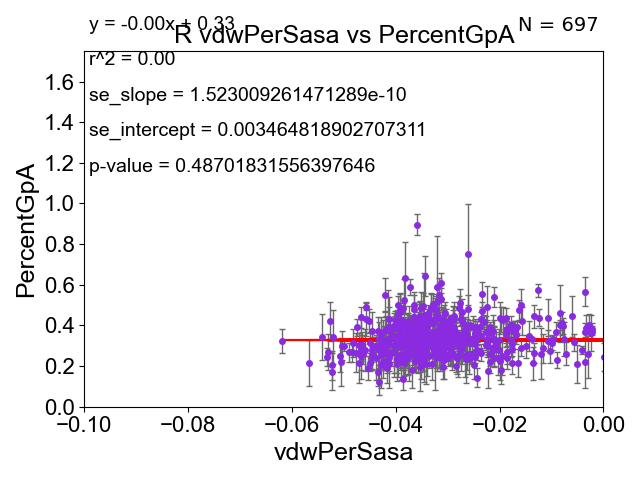 y = -0.00x + 0.33
N = 697
R vdwPerSasa vs PercentGpA
r^2 = 0.00
se_slope = 1.523009261471289e-10
se_intercept = 0.003464818902707311
p-value = 0.48701831556397646
1.6
1.4
1.2
1.0
0.8
0.6
0.4
0.2
0.0
PercentGpA
−0.10
−0.08
−0.06
−0.04
−0.02
0.00
vdwPerSasa